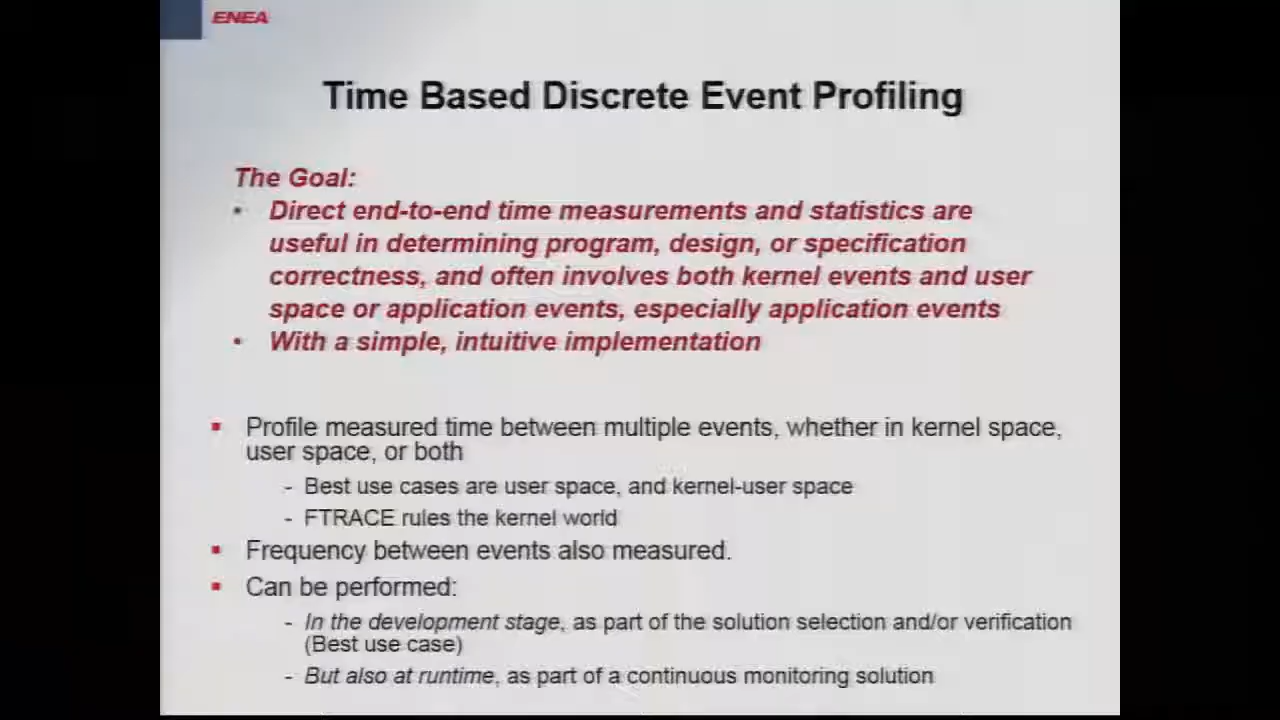 ENEA
Time Based Discrete Event Profiling
The Goal:
• Direct end-to-end time measurements and statistics are
useful in determining program, design, or specification
correctness, and often involves both kernel events and user
space or application events, especially application events
• With a simple, intuitive implementation
▪ Profile measured time between multiple events, whether in kernel space,
user space, or both
- Best use cases are user space, and kernel-user space
- FTRACE rules the kernel world
▪ Frequency between events also measured.
▪ Can be performed:
- In the development stage, as part of the solution selection and/or verification
(Best use case)
- But also at runtime, as part of a continuous monitoring solution